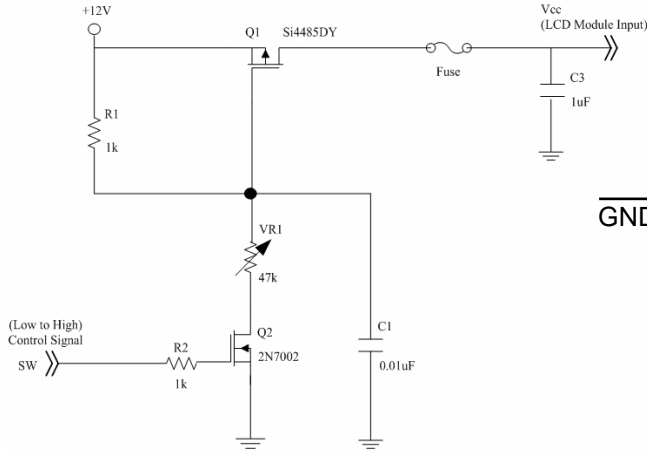 +12V
Q1
Si4485DY
Vcc
(LCD Module Input)
Fuse
C3
1uF
R1
1k
GND
VR1
47k
(Low to High)
Control Signal
SW
R2
1k
Q2
2N7002
C1
0.01uF